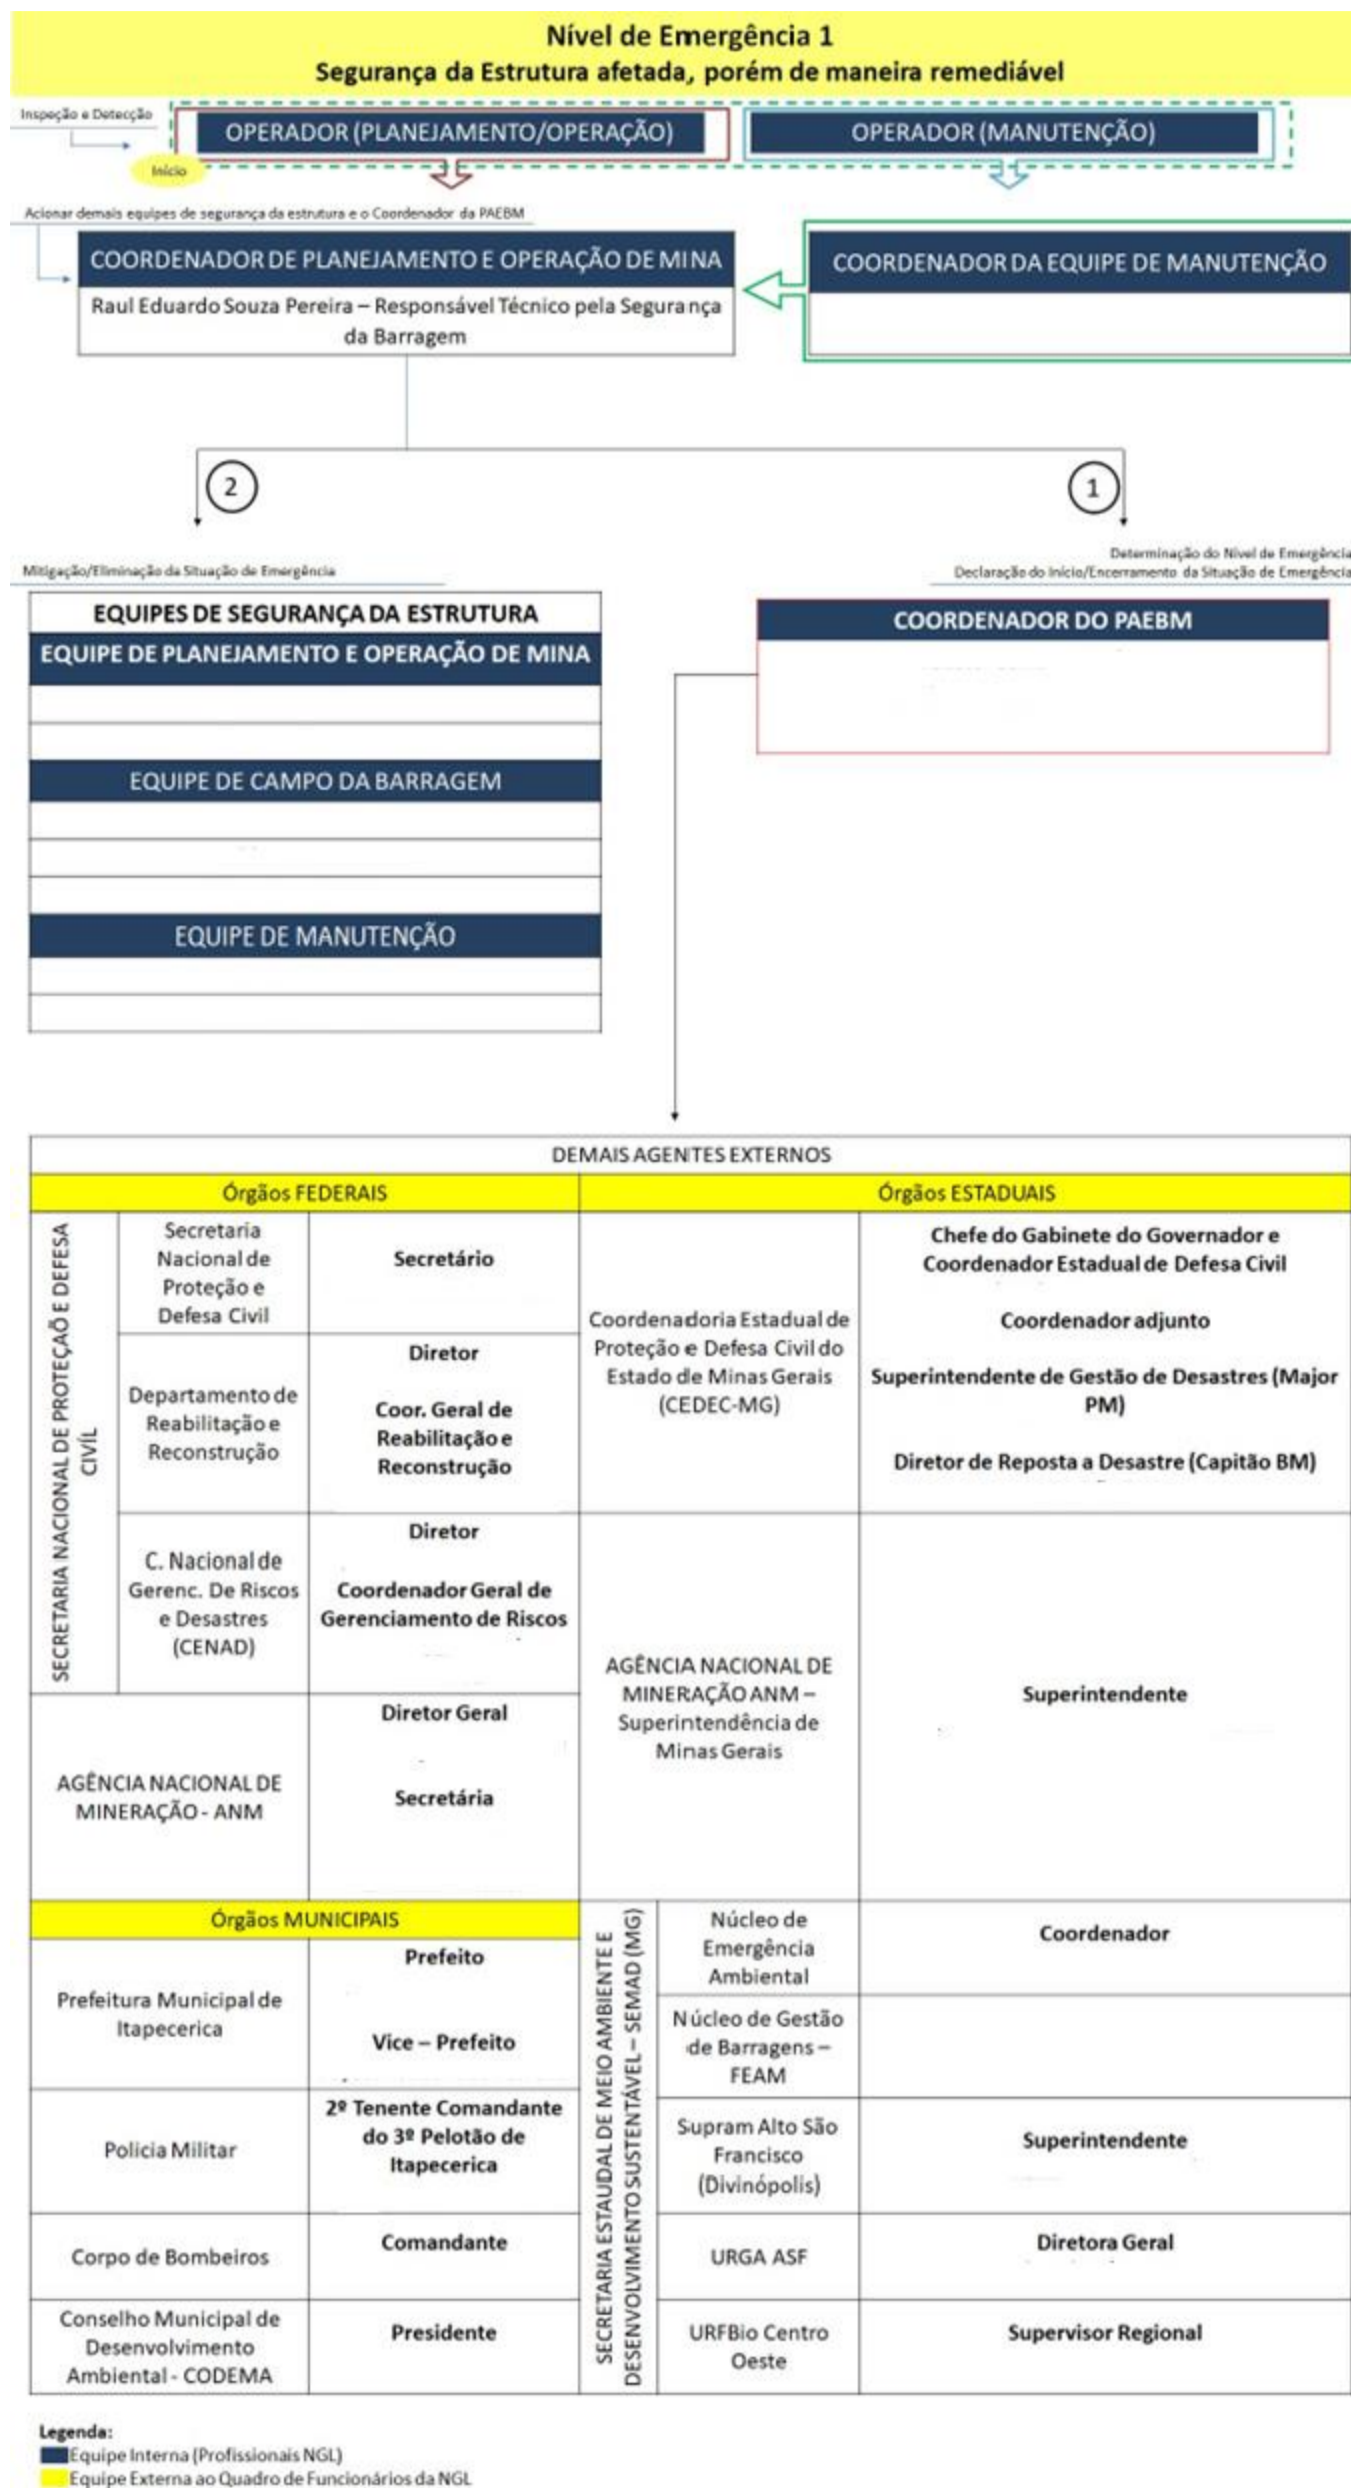 Nível de Emergência 1
Segurança da Estrutura afetada, porém de maneira remediável
Inspeção e Detecção
OPERADOR (PLANEJAMENTO/OPERAÇÃO)
OPERADOR (MANUTENÇÃO)
Início
Acionar demais equipes de segurança da estrutura e o Coordenador da PAEBM
COORDENADOR DE PLANEJAMENTO E OPERAÇÃO DE MINA
Raul Eduardo Souza Pereira – Responsável Técnico pela Segurança
da Barragem
COORDENADOR DA EQUIPE DE MANUTENÇÃO
2
1
Mitigação/Eliminação da Situação de Emergência
Determinação do Nível de Emergência
Declaração do Início/Encerramento da Situação de Emergência
EQUIPES DE SEGURANÇA DA ESTRUTURA
EQUIPE DE PLANEJAMENTO E OPERAÇÃO DE MINA
EQUIPE DE CAMPO DA BARRAGEM
EQUIPE DE MANUTENÇÃO
COORDENADOR DO PAEBM
DEMAIS AGENTES EXTERNOS
Órgãos FEDERAIS
SECRETARIA NACIONAL DE PROTEÇAÕ E DEFESA
CIVÍL
Secretaria
Nacional de
Proteção e
Defesa Civil
Secretário
Departamento de
Reabilitação e
Reconstrução
Diretor
Coor. Geral de
Reabilitação e
Reconstrução
C. Nacional de
Gerenc. De Riscos
e Desastres
(CENAD)
Diretor
Coordenador Geral de
Gerenciamento de Riscos
AGÊNCIA NACIONAL DE
MINERAÇÃO - ANM
Diretor Geral
Secretária
Órgãos ESTADUAIS
Coordenadoria Estadual de
Proteção e Defesa Civil do
Estado de Minas Gerais
(CEDEC-MG)
Chefe do Gabinete do Governador e
Coordenador Estadual de Defesa Civil
Coordenador adjunto
Superintendente de Gestão de Desastres (Major
PM)
Diretor de Reposta a Desastre (Capitão BM)
AGÊNCIA NACIONAL DE
MINERAÇÃO ANM –
Superintendência de
Minas Gerais
Superintendente
Órgãos MUNICIPAIS
Prefeitura Municipal de
Itapecerica
Prefeito
Vice – Prefeito
Policia Militar
2º Tenente Comandante
do 3º Pelotão de
Itapecerica
Corpo de Bombeiros
Comandante
Conselho Municipal de
Desenvolvimento
Ambiental - CODEMA
Presidente
SECRETARIA ESTAUDAL DE MEIO AMBIENTE E
DESENVOLVIMENTO SUSTENTÁVEL – SEMAD (MG)
Núcleo de
Emergência
Ambiental
Coordenador
Núcleo de Gestão
de Barragens –
FEAM
Supram Alto São
Francisco
(Divinópolis)
Superintendente
URGA ASF
Diretora Geral
URFBio Centro
Oeste
Supervisor Regional
Legenda:
Equipe Interna (Profissionais NGL)
Equipe Externa ao Quadro de Funcionários da NGL